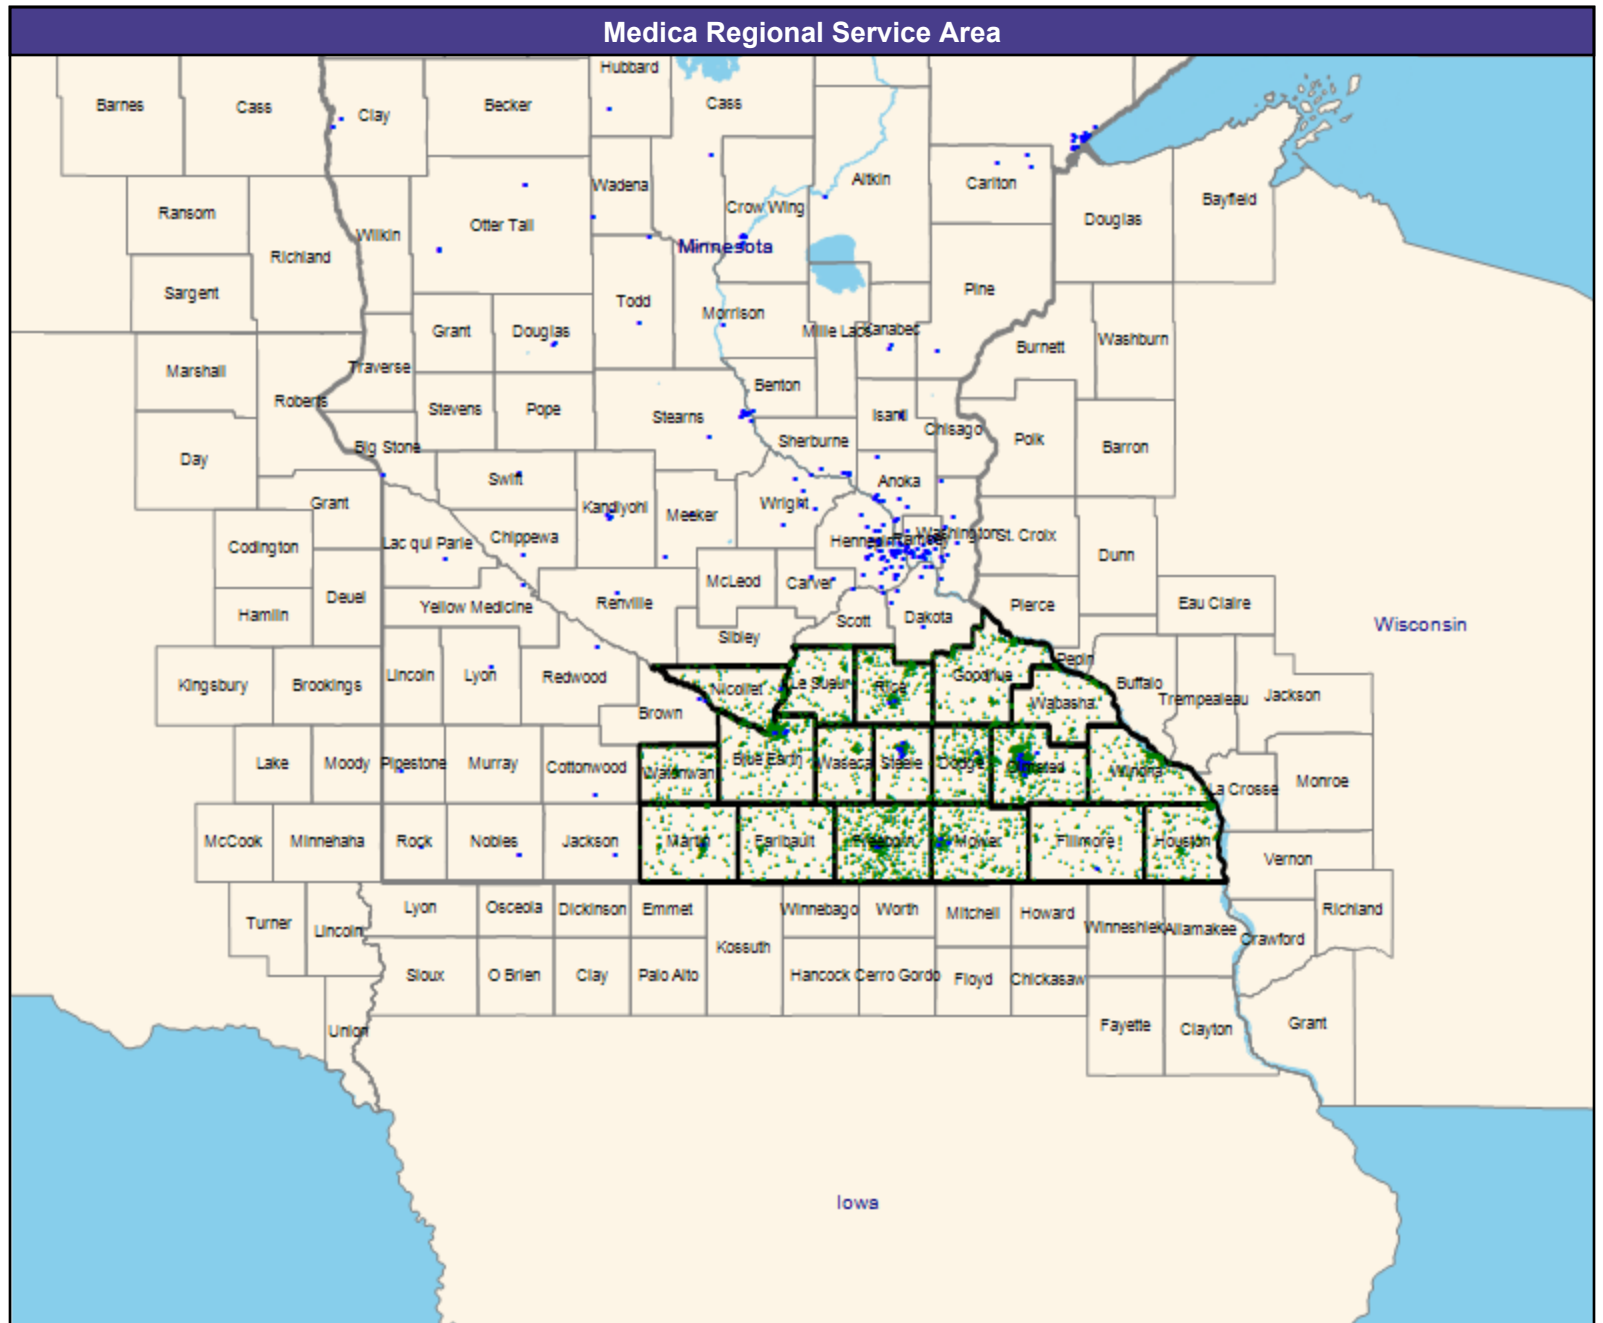 Medica Regional Service Area
Hubbard
Barnes
Cass
Clay
Becker
Cass
Aitkin
Carlton
Wadena
Crow Wing
Bayfield
Douglas
Ransom
Otter Tail
Wilkin
Richland
Minnesota
Sargent
Pine
Todd
Morrison
Grant
Douglas
Mille Lacs
Kanabec
Burnett
Washburn
Marshall
Traverse
Roberts
Benton
Stevens
Pope
Stearns
Isanti
Chisago
Polk
Barron
Sherburne
Big Stone
Day
Swift
Anoka
Grant
Kandiyohi
Meeker
Wright
Codington
Lac qui Parle
Chippewa
Hennepin
Ramsey
Washington
St. Croix
Dunn
McLeod
Carver
Deuel
Yellow Medicine
Renville
Pierce
Eau Claire
Hamlin
Scott
Dakota
Wisconsin
Sibley
Pepin
Kingsbury
Brookings
Lincoln
Lyon
Redwood
Nicollet
Le Sueur
Rice
Goodhue
Buffalo
Trempealeau
Jackson
Wabasha
Brown
Lake
Moody
Pipestone
Murray
Cottonwood
Watonwan
Blue Earth
Waseca
Steele
Dodge
Olmsted
Winona
La Crosse
Monroe
McCook
Minnehaha
Rock
Nobles
Jackson
Martin
Faribault
Freeborn
Mower
Fillmore
Houston
Vernon
Turner
Lincoln
Lyon
Osceola
Dickinson
Emmet
Winnebago
Worth
Mitchell
Howard
Winneshiek
Allamakee
Crawford
Richland
Kossuth
Sioux
O Brien
Clay
Palo Alto
Hancock
Cerro Gordo
Floyd
Chickasaw
Union
Fayette
Clayton
Grant
Iowa